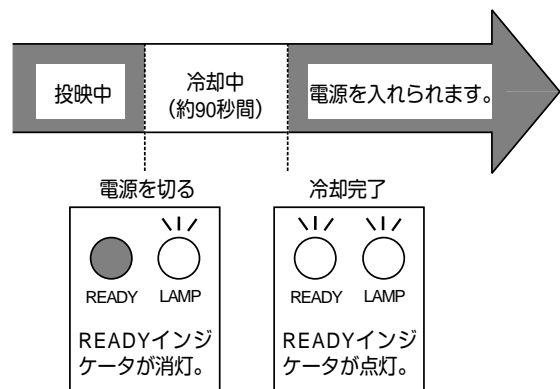 投映中
冷却中
(約90秒間)
電源を入れられます。
電源を切る
READY LAMP
READYインジ
ケータが消灯。
冷却完了
READY LAMP
READYインジ
ケータが点灯。